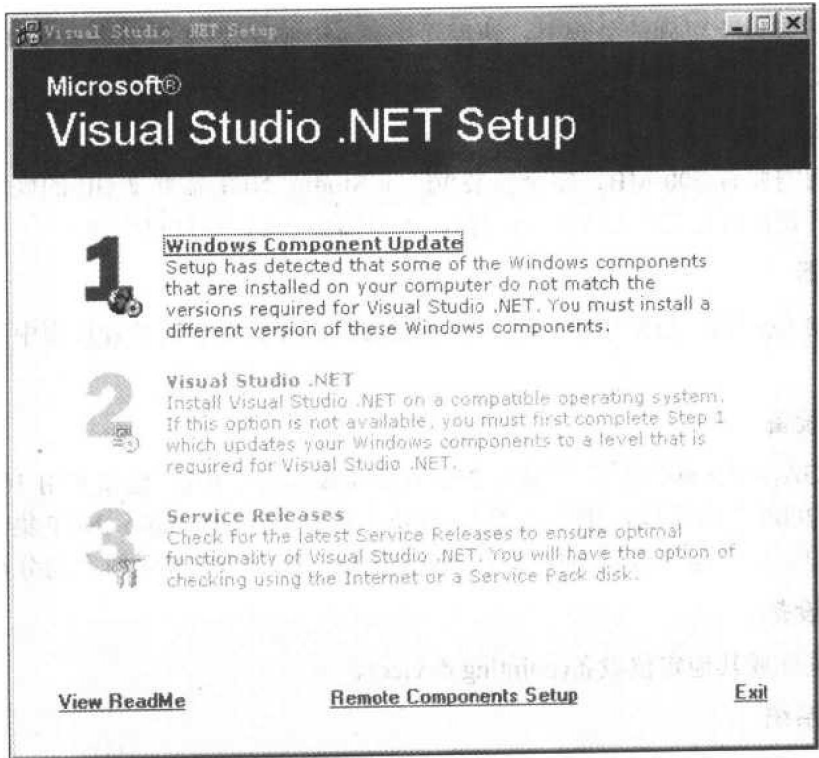 Visual Studio .NET Setup
Microsoft®
Visual Studio .NET Setup
Windows Component Update
Setup has detected that some of the Windows components
that are installed on your computer do not match the
versions required for Visual Studio .NET. You must install a
different version of these Windows components.
Visual Studio .NET
Install Visual Studio .NET on a compatible operating system.
If this option is not available, you must first complete Step 1
which updates your Windows components to a level that is
required for Visual Studio .NET.
Service Releases
Check for the latest Service Releases to ensure optimal
functionality of Visual Studio .NET. You will have the option of
checking using the Internet or a Service Pack disk.
1
2
3
View ReadMe
Remote Components Setup
Exit